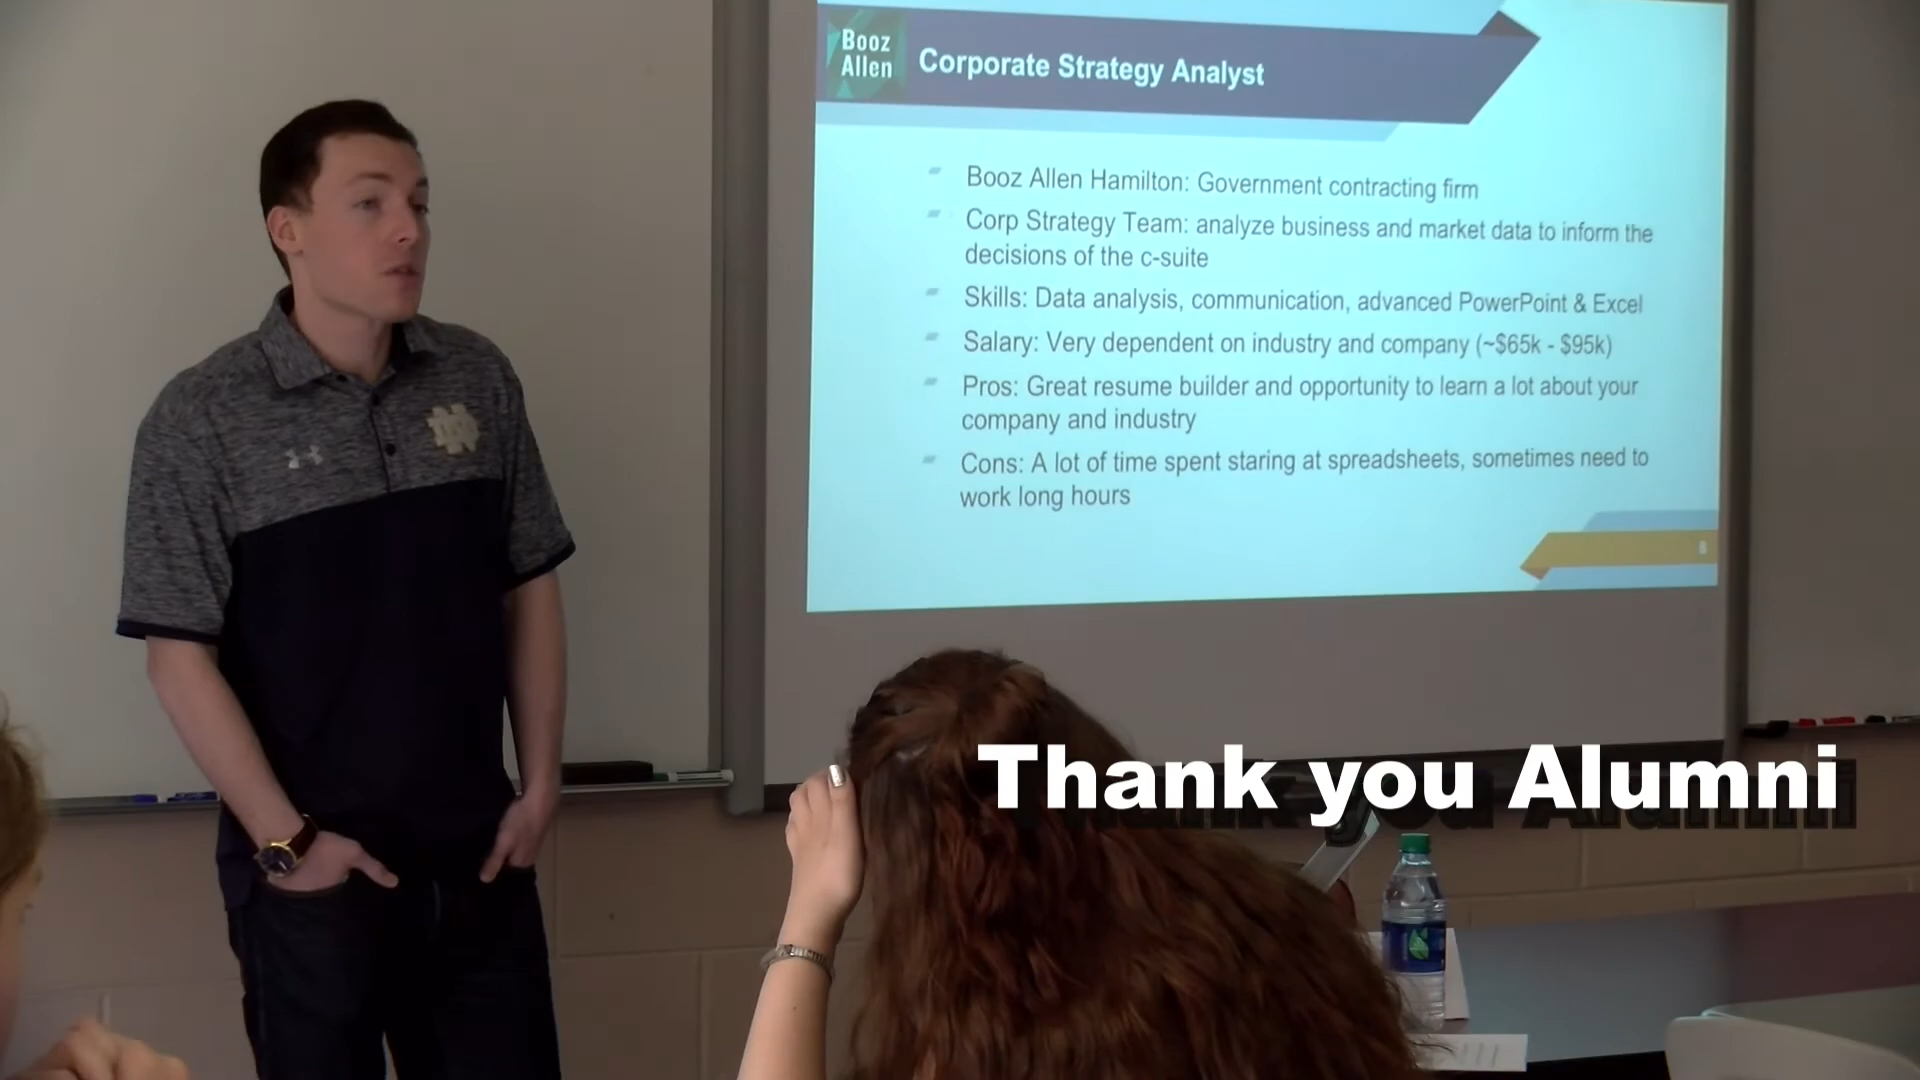 Booz
Allen
Corporate Strategy Analyst
Booz Allen Hamilton: Government contracting firm
Corp Strategy Team: analyze business and market data to inform the
decisions of the c-suite
Skills: Data analysis, communication, advanced PowerPoint & Excel
Salary: Very dependent on industry and company (~$65k - $95k)
Pros: Great resume builder and opportunity to learn a lot about your
company and industry
Cons: A lot of time spent staring at spreadsheets, sometimes need to
work long hours
8
Thank you Alumni